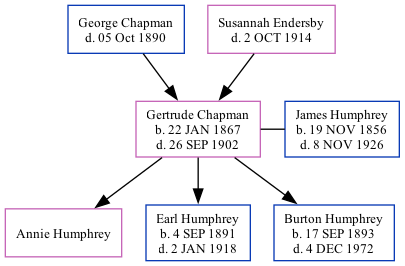 George Chapman
d. 05 Oct 1890
Susannah Endersby
d. 2 OCT 1914
Gertrude Chapman
b. 22 JAN 1867
d. 26 SEP 1902
James Humphrey
b. 19 NOV 1856
d. 8 NOV 1926
Annie Humphrey
Earl Humphrey
b. 4 SEP 1891
d. 2 JAN 1918
Burton Humphrey
b. 17 SEP 1893
d. 4 DEC 1972